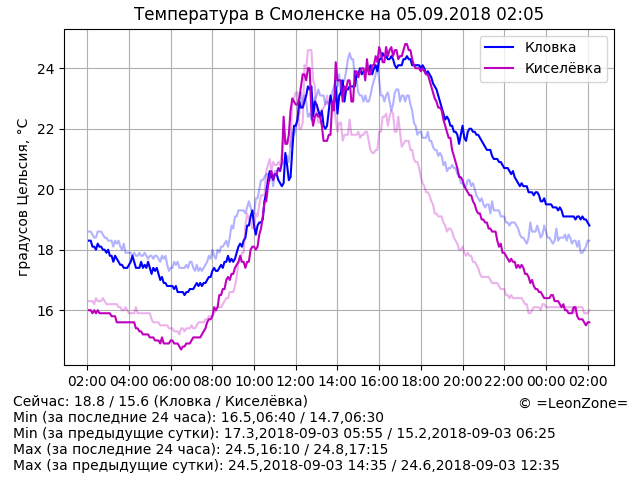 Температура в Смоленске на 05.09.2018 02:05
Кловка
Киселёвка
градусов Цельсия, °C
24
22
20
18
16
02:00 04:00 06:00 08:00 10:00 12:00 14:00 16:00 18:00 20:00 22:00 00:00 02:00
Сейчас: 18.8 / 15.6 (Кловка / Киселёвка)
© =LeonZone=
Min (за последние 24 часа): 16.5,06:40 / 14.7,06:30
Min (за предыдущие сутки): 17.3,2018-09-03 05:55 / 15.2,2018-09-03 06:25
Max (за последние 24 часа): 24.5,16:10 / 24.8,17:15
Max (за предыдущие сутки): 24.5,2018-09-03 14:35 / 24.6,2018-09-03 12:35